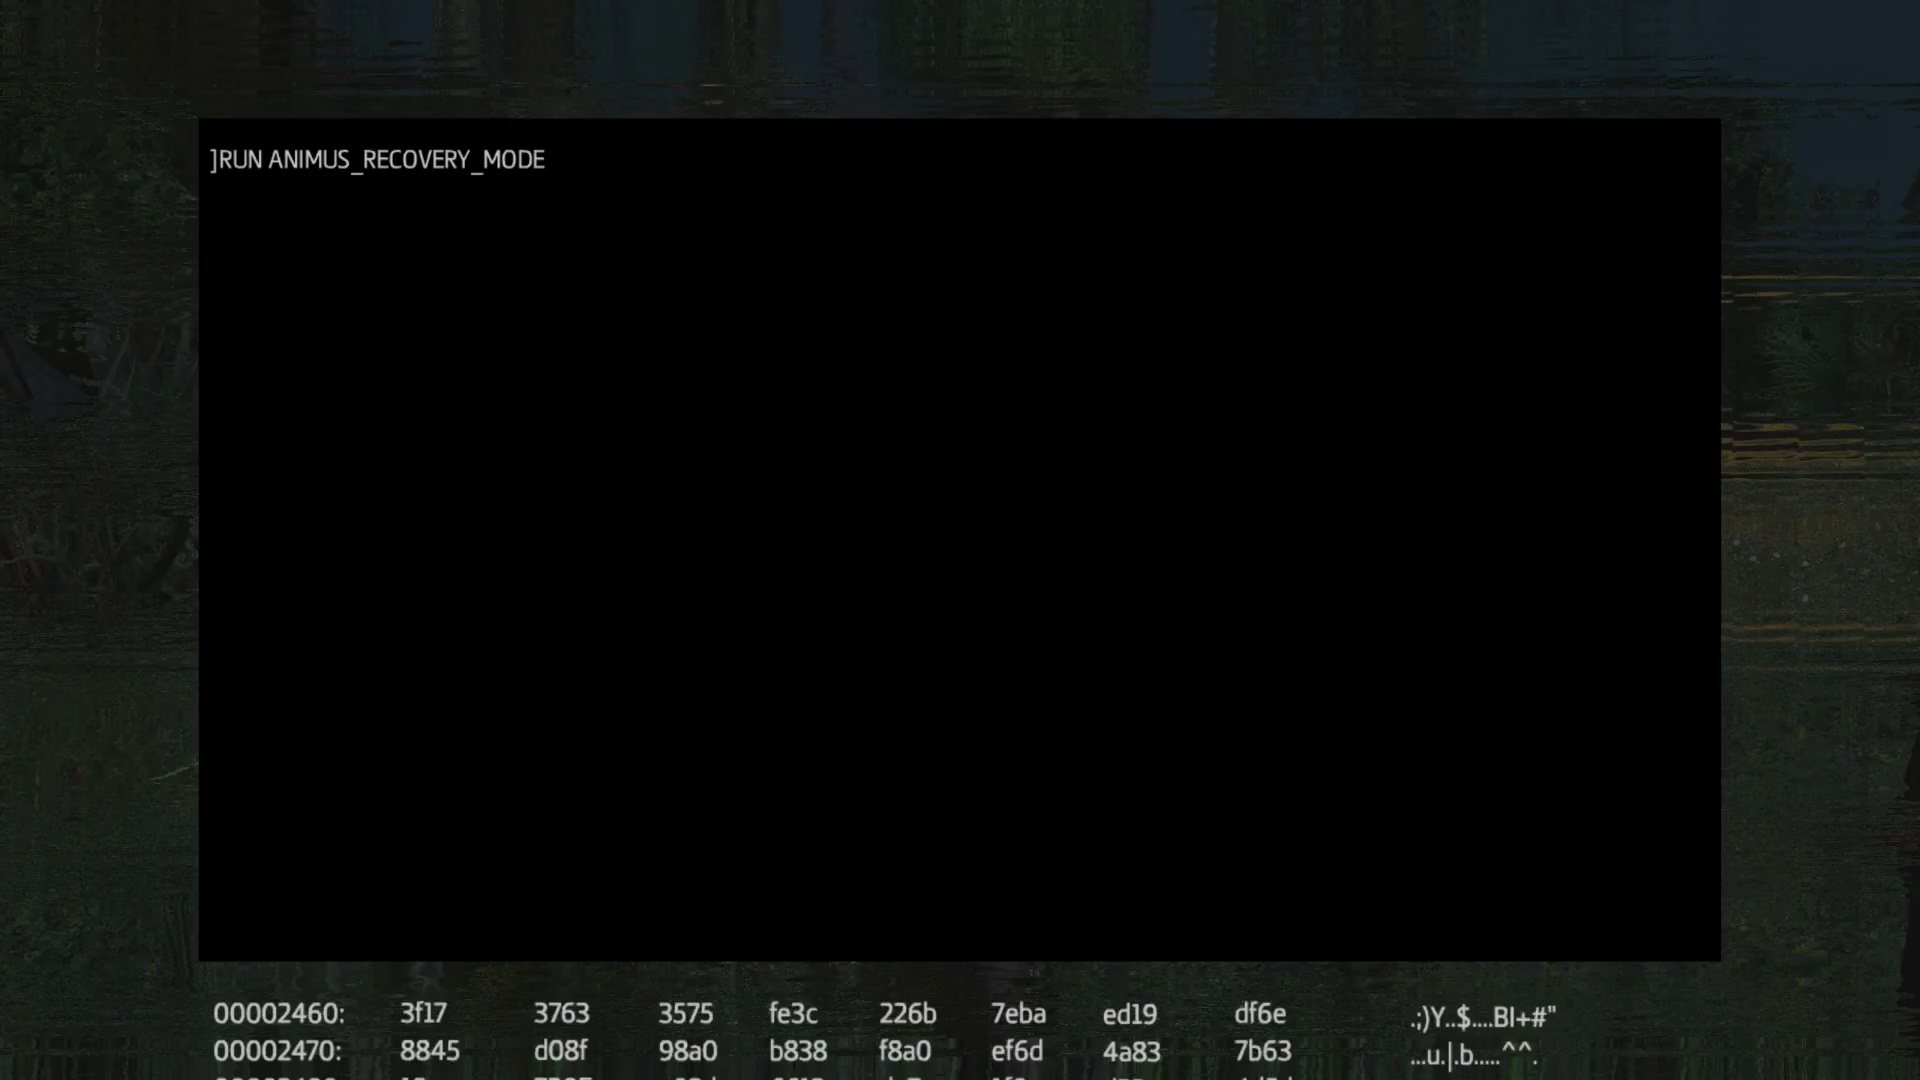 ]RUN ANIMUS_RECOVERY_MODE
00002460: 3f17 3763 3575 fe3c 226b 7eba ed19 df6e .;)Y..$....BI+#"
00002470: 8845 d08f 98a0 b838 f8a0 ef6d 4a83 7b63 ...u.|.b.....^^.